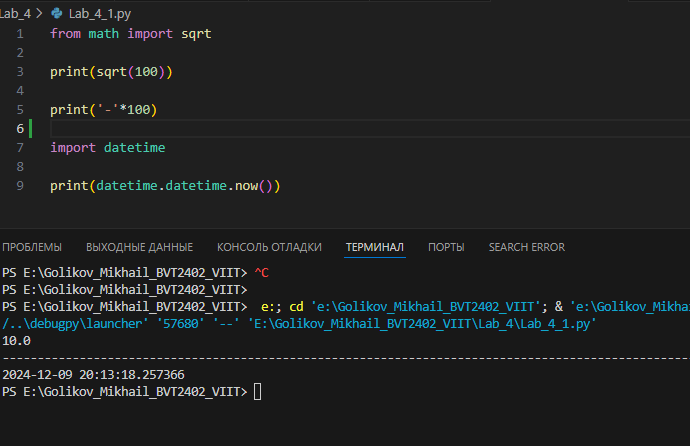 Lab_4 > Lab_4_1.py
1 from math import sqrt
2
3 print(sqrt(100))
4
5 print('-'*100)
6
7 import datetime
8
9 print(datetime.datetime.now())
ПРОБЛЕМЫ ВЫХОДНЫЕ ДАННЫЕ КОНСОЛЬ ОТЛАДКИ ТЕРМИНАЛ ПОРТЫ SEARCH ERROR
PS E:\Golikov_Mikhail_BVT2402_VIIT> ^C
PS E:\Golikov_Mikhail_BVT2402_VIIT>
PS E:\Golikov_Mikhail_BVT2402_VIIT>  e:; cd 'e:\Golikov_Mikhail_BVT2402_VIIT'; & 'e:\Golikov_Mikha
/..\debugpy\launcher' '57680' '--' 'E:\Golikov_Mikhail_BVT2402_VIIT\Lab_4\Lab_4_1.py'
10.0
----------------------------------------------------------------------------------------------------
2024-12-09 20:13:18.257366
PS E:\Golikov_Mikhail_BVT2402_VIIT>